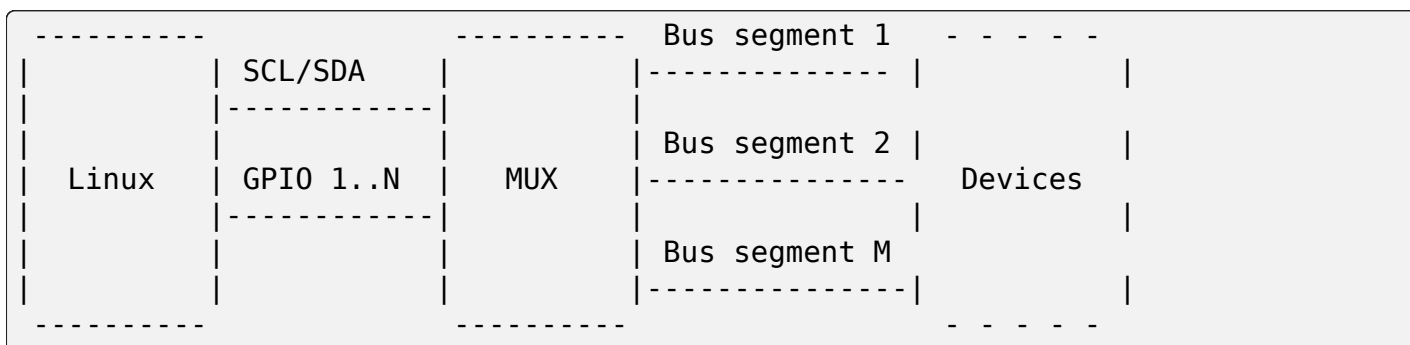 ---------- ---------- Bus segment 1 - - - - -
| | SCL/SDA | |-------------- | |
| |------------| |
| | | | Bus segment 2 | |
| Linux | GPIO 1..N | MUX |--------------- Devices
| |------------| | | |
| | | | Bus segment M
| | | |---------------| |
---------- ---------- - - - - -